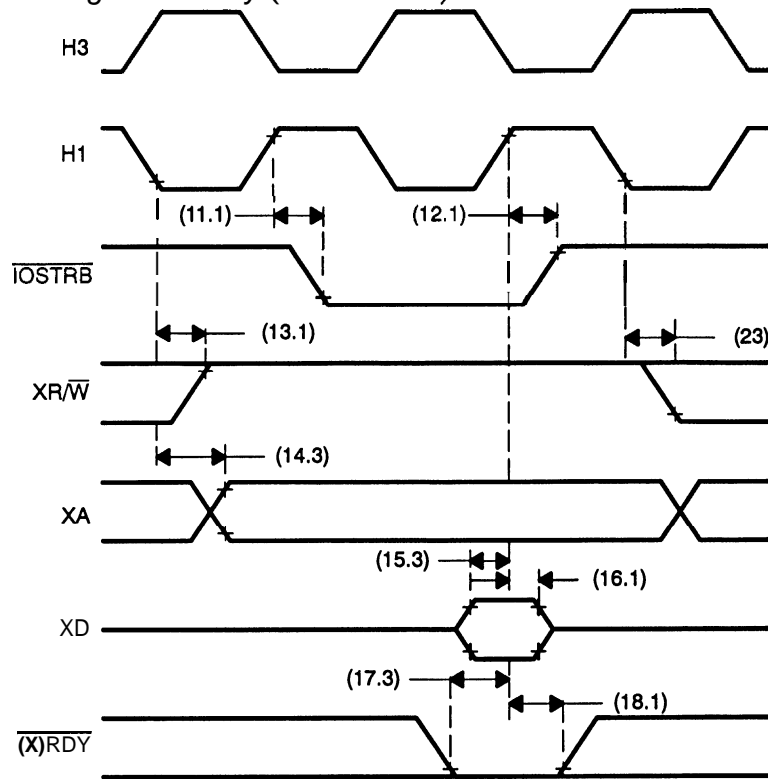 H3
H1
(11.1)
(12.1)
IOSTRB
(13.1)
(23)
XR/W
(14.3)
XA
(15.3)
(16.1)
XD
(17.3)
(18.1)
(X)RDY